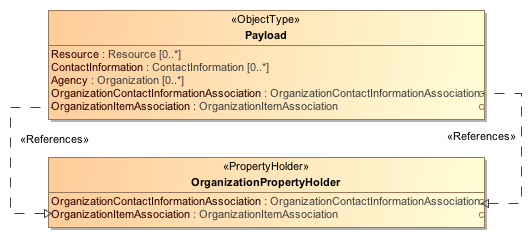 «ObjectType»
Payload
Resource : Resource [0..*]
ContactInformation : ContactInformation [0..*]
Agency : Organization [0..*]
OrganizationContactInformationAssociation : OrganizationContactInformationAssociation
OrganizationItemAssociation : OrganizationItemAssociation
«References»
«References»
«PropertyHolder»
OrganizationPropertyHolder
OrganizationContactInformationAssociation : OrganizationContactInformationAssociation
OrganizationItemAssociation : OrganizationItemAssociation